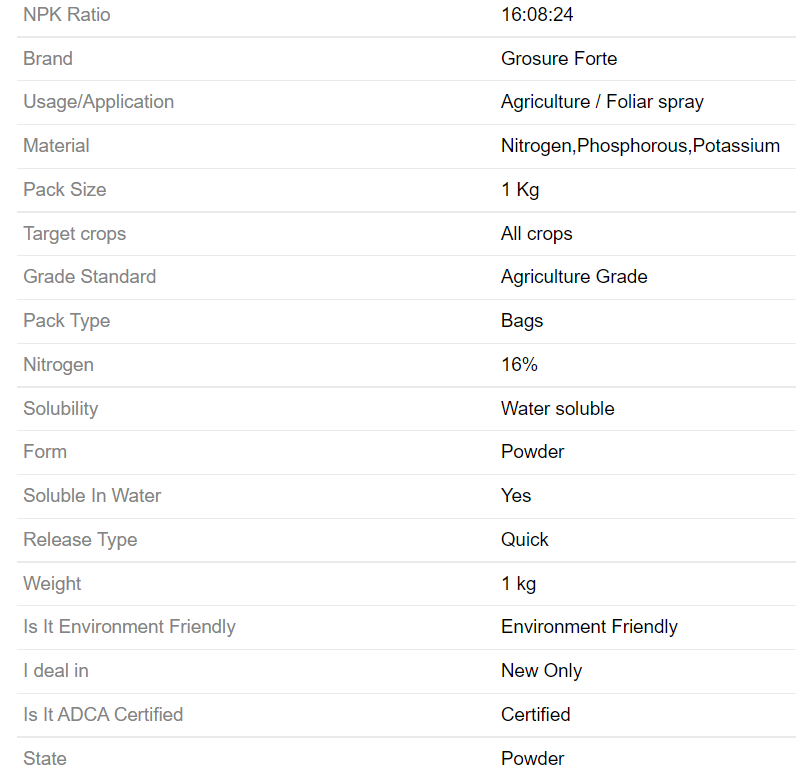 NPK Ratio 16:08:24
Brand Grosure Forte
Usage/Application Agriculture / Foliar spray
Material Nitrogen,Phosphorous,Potassium
Pack Size 1 Kg
Target crops All crops
Grade Standard Agriculture Grade
Pack Type Bags
Nitrogen 16%
Solubility Water soluble
Form Powder
Soluble In Water Yes
Release Type Quick
Weight 1 kg
Is It Environment Friendly Environment Friendly
I deal in New Only
Is It ADCA Certified Certified
State Powder